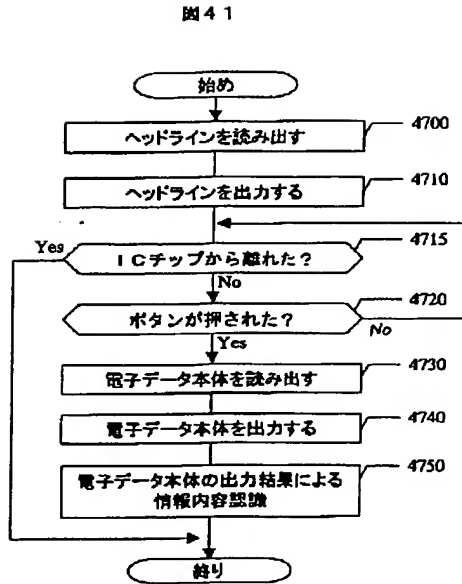 図41
始め
ヘッドラインを読み出す
4700
ヘッドラインを出力する
4710
4715
Yes
ICチップから離れた?
No
4720
ボタンが押された?
No
Yes
4730
電子データ本体を読み出す
4740
電子データ本体を出力する
4750
電子データ本体の出力結果による
情報内容認識
終り